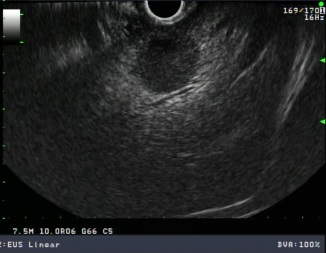 169/170
16Hz
7.5M 10.0R06 G66 C5
:EUS Linear DVA:100%